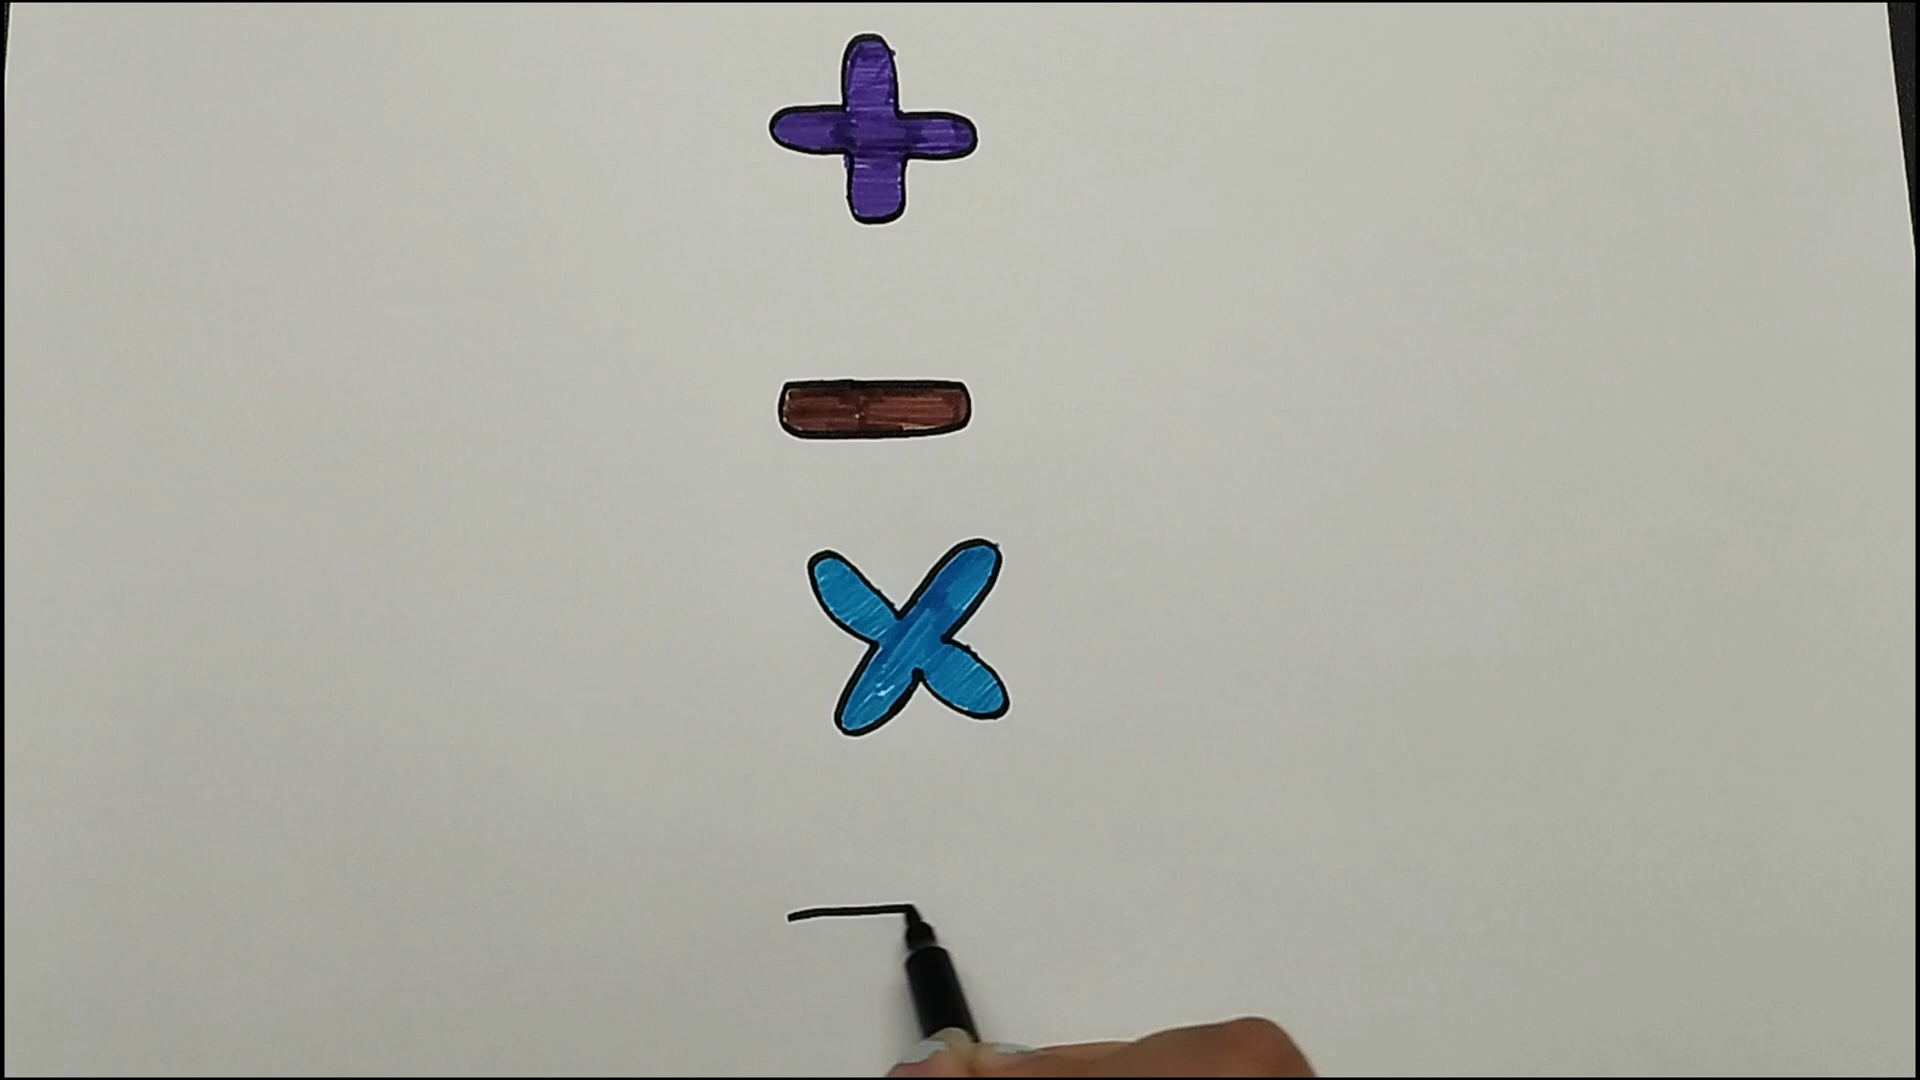 +
−
×